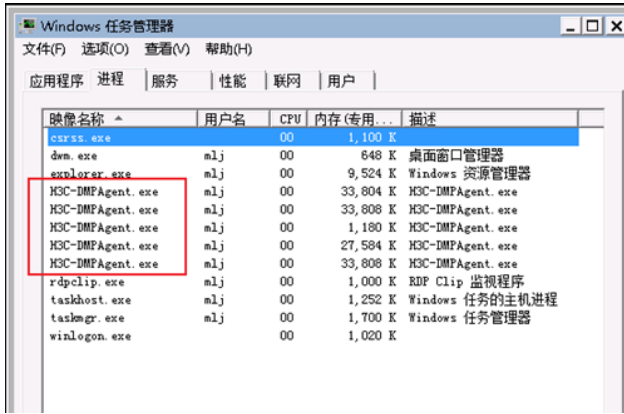 Windows 任务管理器
文件(F) 选项(O) 查看(V) 帮助(H)
应用程序 进程 服务 性能 联网 用户
映像名称 用户名 CPU 内存(专用... 描述
csrss.exe 00 1,100 K
dwm.exe mlj 00 648 K 桌面窗口管理器
explorer.exe mlj 00 9,524 K Windows 资源管理器
H3C-DMPAgent.exe mlj 00 33,804 K H3C-DMPAgent.exe
H3C-DMPAgent.exe mlj 00 33,808 K H3C-DMPAgent.exe
H3C-DMPAgent.exe mlj 00 1,180 K H3C-DMPAgent.exe
H3C-DMPAgent.exe mlj 00 27,584 K H3C-DMPAgent.exe
H3C-DMPAgent.exe mlj 00 33,808 K H3C-DMPAgent.exe
rdpclip.exe mlj 00 1,000 K RDP Clip 监视程序
taskhost.exe mlj 00 1,252 K Windows 任务的主机进程
taskmgr.exe mlj 00 1,700 K Windows 任务管理器
winlogon.exe 00 1,020 K